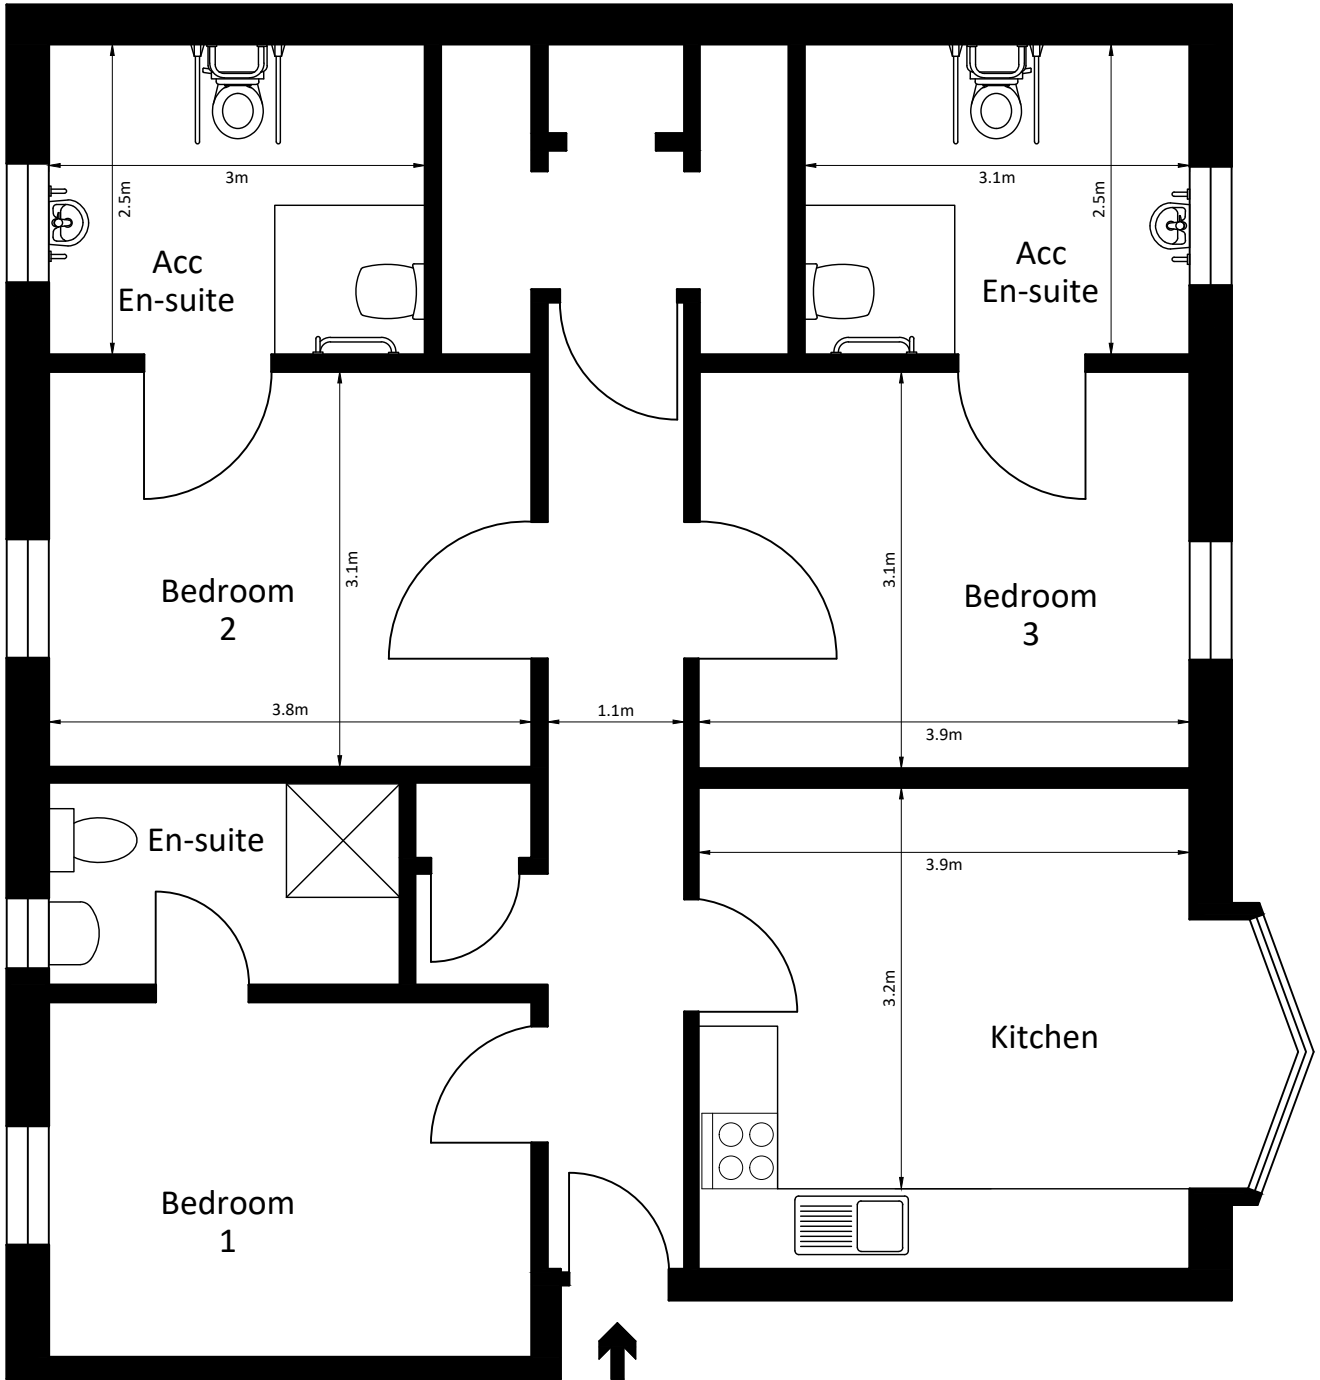 3m
2.5m
Acc
En-suite
3.1m
2.5m
Acc
En-suite
Bedroom
2
3.1m
3.8m
1.1m
3.1m
Bedroom
3
3.9m
En-suite
3.9m
3.2m
Kitchen
Bedroom
1